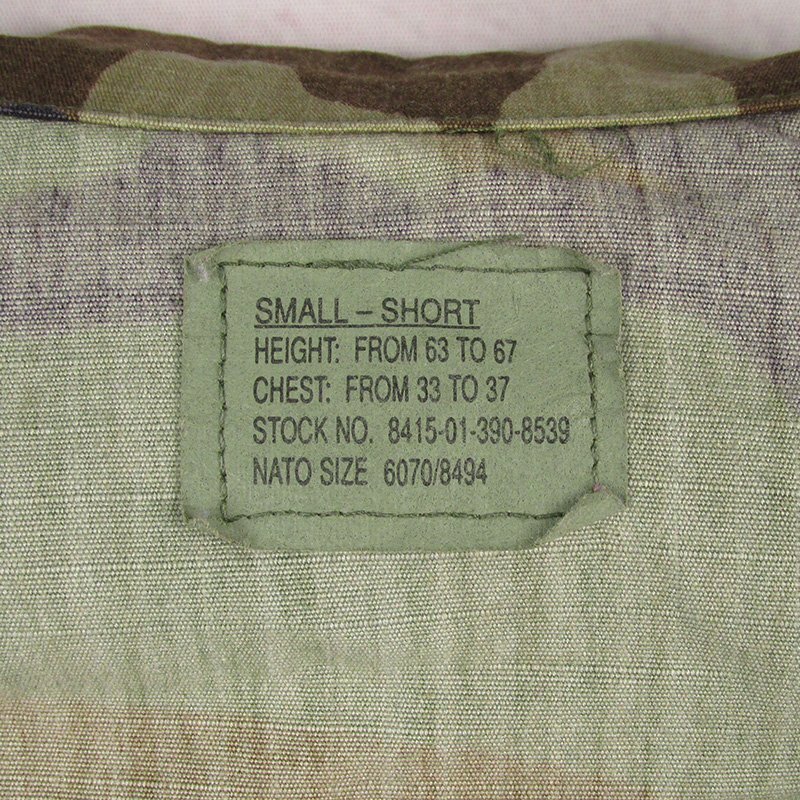 SMALL – SHORT
HEIGHT: FROM 63 TO 67
CHEST: FROM 33 TO 37
STOCK NO. 8415-01-390-8539
NATO SIZE 6070/8494